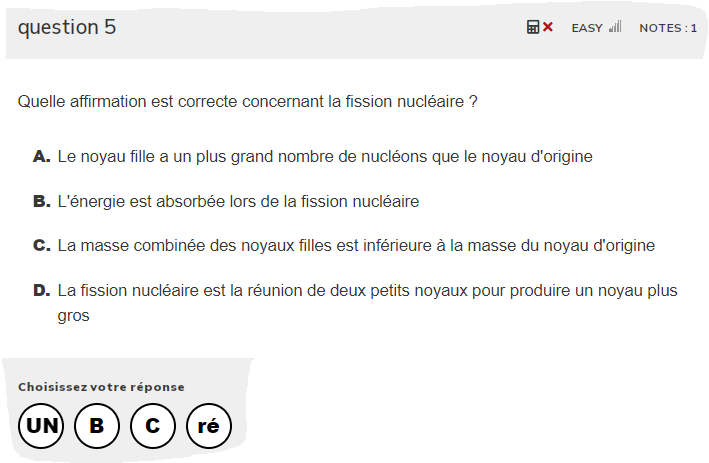 question 5
EASY NOTES : 1
Quelle affirmation est correcte concernant la fission nucléaire ?
A. Le noyau fille a un plus grand nombre de nucléons que le noyau d'origine
B. L'énergie est absorbée lors de la fission nucléaire
C. La masse combinée des noyaux filles est inférieure à la masse du noyau d'origine
D. La fission nucléaire est la réunion de deux petits noyaux pour produire un noyau plus
gros
Choisissez votre réponse
UN B C ré